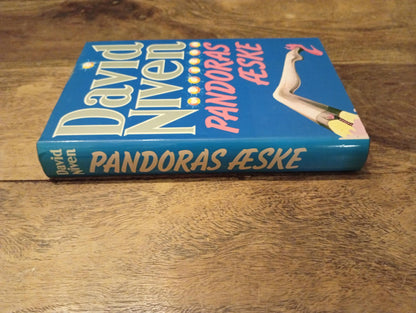 David
Niven
PANDORAS
ÆSKE
David
Niven
PANDORAS ÆSKE